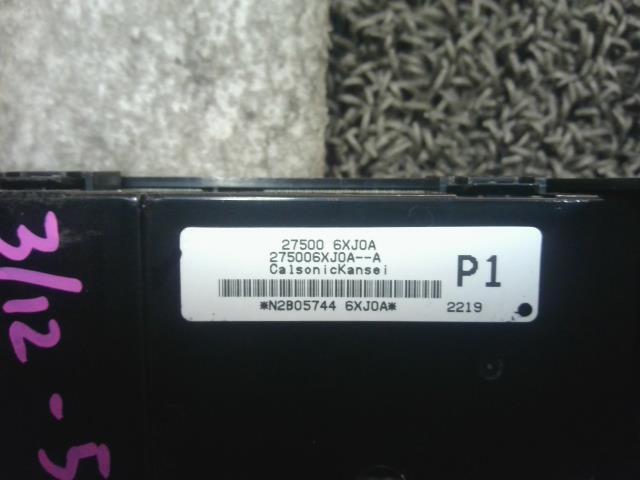 27500 6XJ0A
275006XJ0A--A
CalsonicKansei
P1
*N2B05744 6XJ0A*
2219
3/12-5